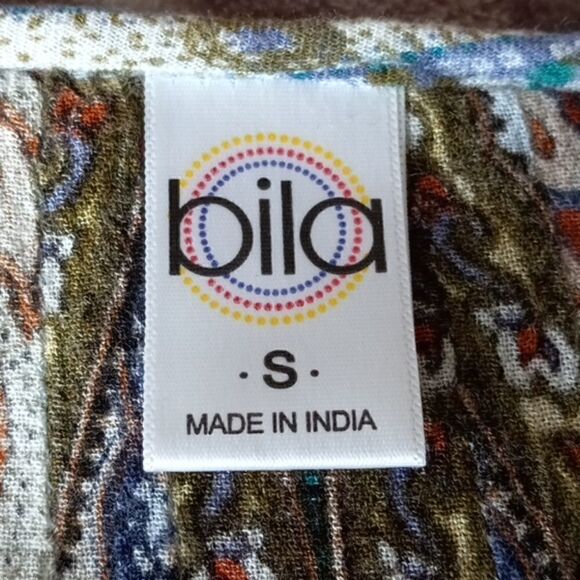 bila
· S ·
MADE IN INDIA